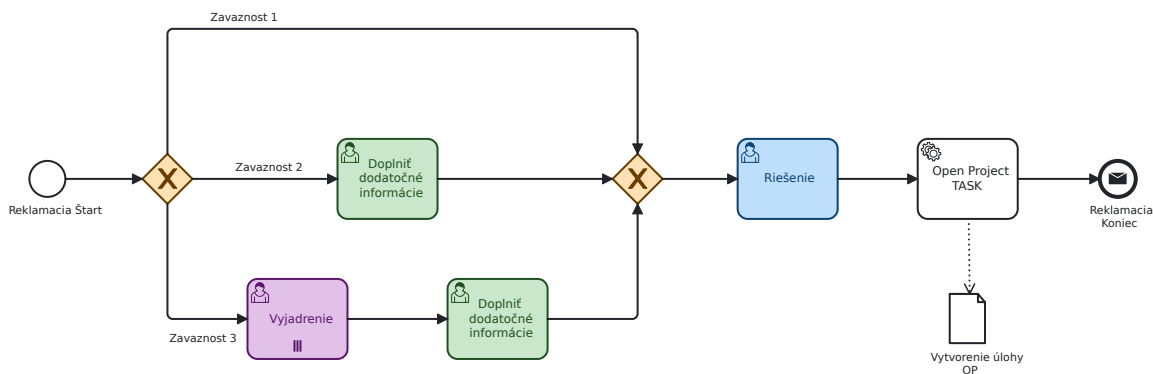 Zavaznost 1
Reklamacia Štart
Zavaznost 2
Doplniť
dodatočné
informácie
Riešenie
Open Project
TASK
Reklamacia
Koniec
Zavaznost 3
Vyjadrenie
Doplniť
dodatočné
informácie
Vytvorenie úlohy
OP